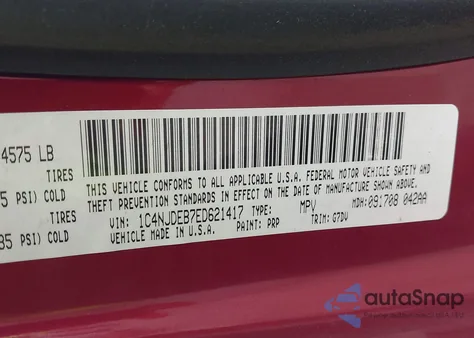 4575 LB
TIRES
5 PSI) COLD
TIRES
35 PSI) COLD
THIS VEHICLE CONFORMS TO ALL APPLICABLE U.S.A. FEDERAL MOTOR VEHICLE SAFETY AND
THEFT PREVENTION STANDARDS IN EFFECT ON THE DATE OF MANUFACTURE SHOWN ABOVE.
VIN: 1C4NJDEB7ED621417 TYPE: MPV MDH: 091708 042AA
VEHICLE MADE IN U.S.A. PAINT: PRP TRIM: G7DV
autoSnap